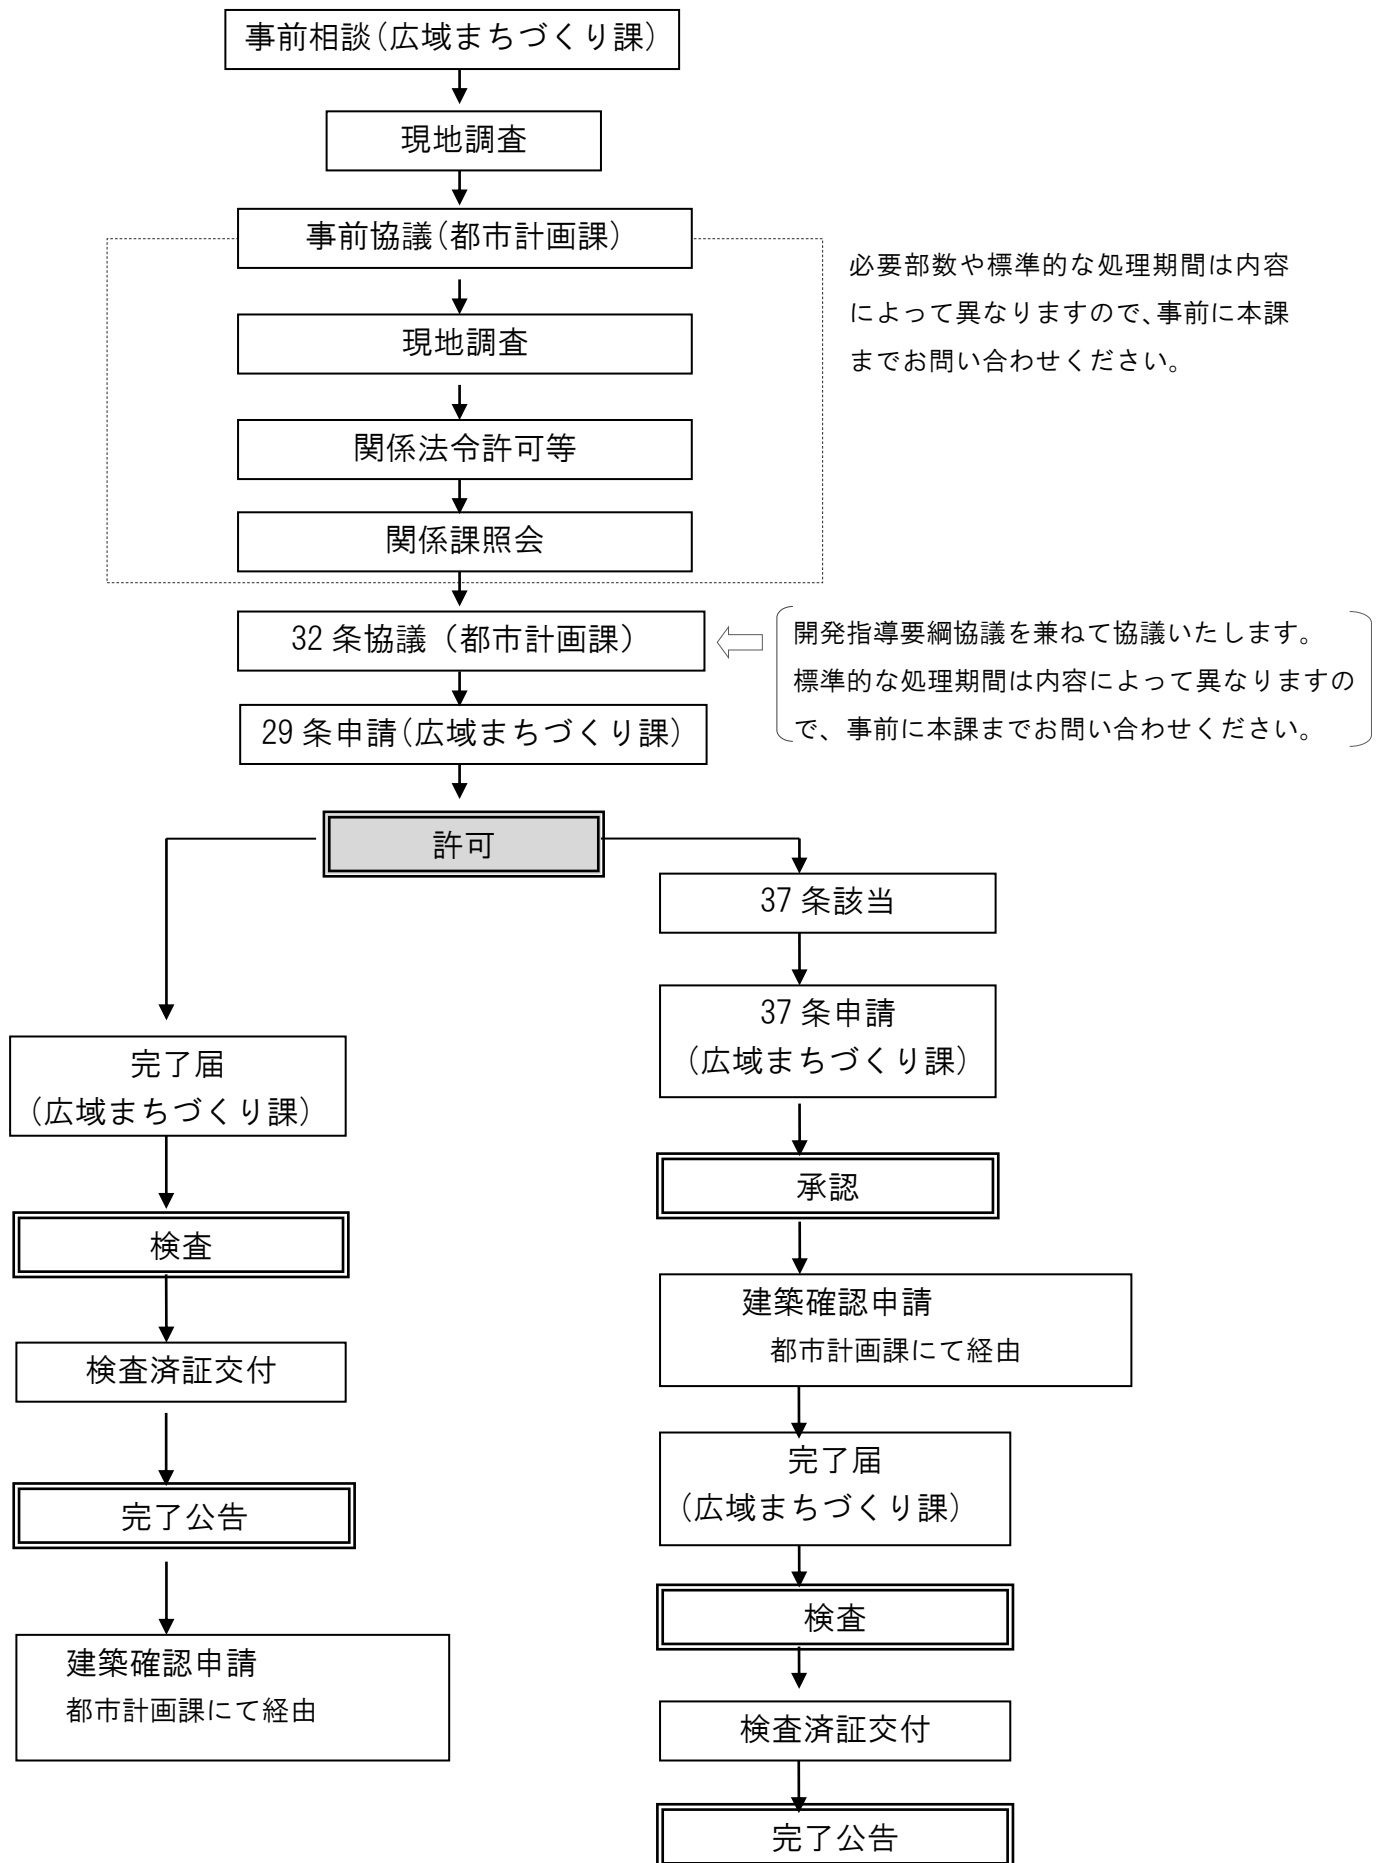 事前相談(広域まちづくり課)
現地調査
事前協議(都市計画課)
必要部数や標準的な処理期間は内容
によって異なりますので、事前に本課
までお問い合わせください。
現地調査
関係法令許可等
関係課照会
32条協議（都市計画課）
開発指導要綱協議を兼ねて協議いたします。
標準的な処理期間は内容によって異なりますの
で、事前に本課までお問い合わせください。
29条申請(広域まちづくり課)
許可
完了届
(広域まちづくり課)
検査
検査済証交付
完了公告
建築確認申請
都市計画課にて経由
37条該当
37条申請
(広域まちづくり課)
承認
建築確認申請
都市計画課にて経由
完了届
(広域まちづくり課)
検査
検査済証交付
完了公告